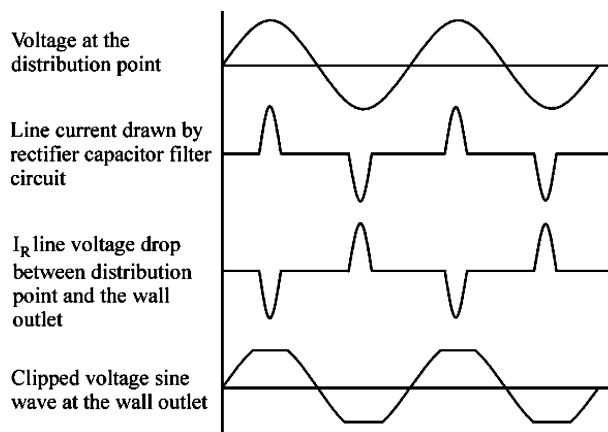 Voltage at the
distribution point
Line current drawn by
rectifier capacitor filter
circuit
IR line voltage drop
between distribution
point and the wall
outlet
Clipped voltage sine
wave at the wall outlet